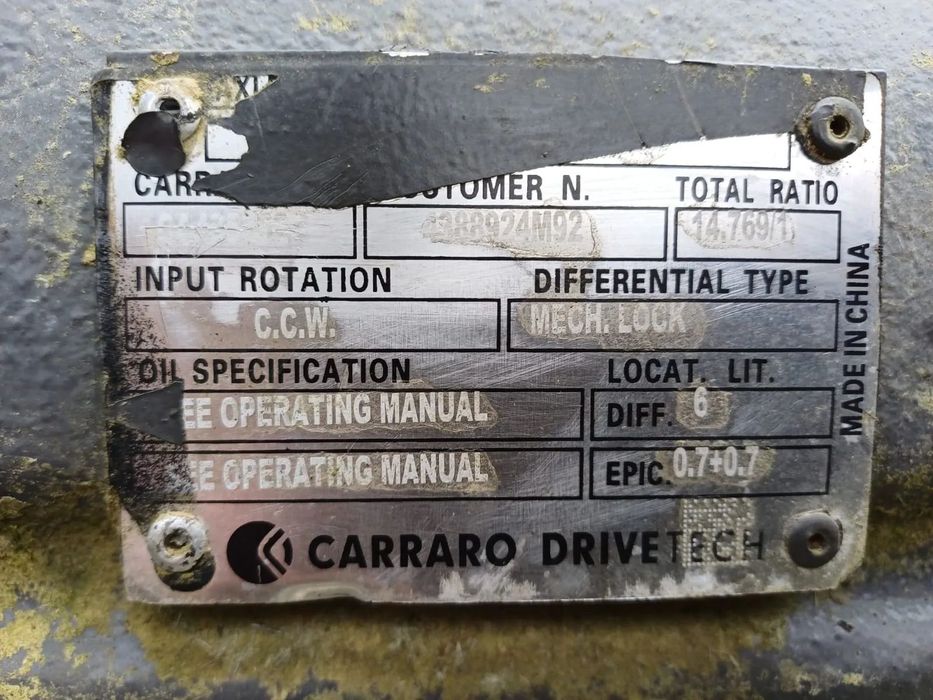 CUSTOMER N. TOTAL RATIO
4388924M92 14.769/1
INPUT ROTATION DIFFERENTIAL TYPE
C.C.W. MECH. LOCK
OIL SPECIFICATION LOCAT. LIT.
EE OPERATING MANUAL DIFF. 6
EE OPERATING MANUAL EPIC. 0.7+0.7
CARRARO DRIVETECH
MADE IN CHINA